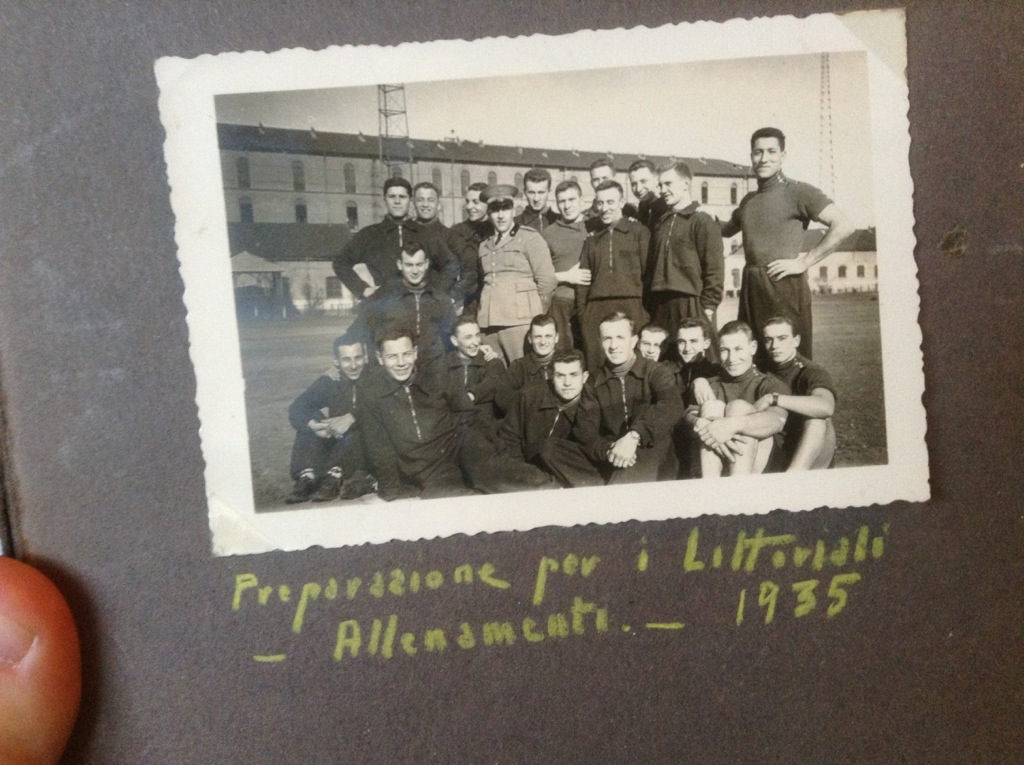 Preparazione per i Littoriali
– Allenamenti. – 1935